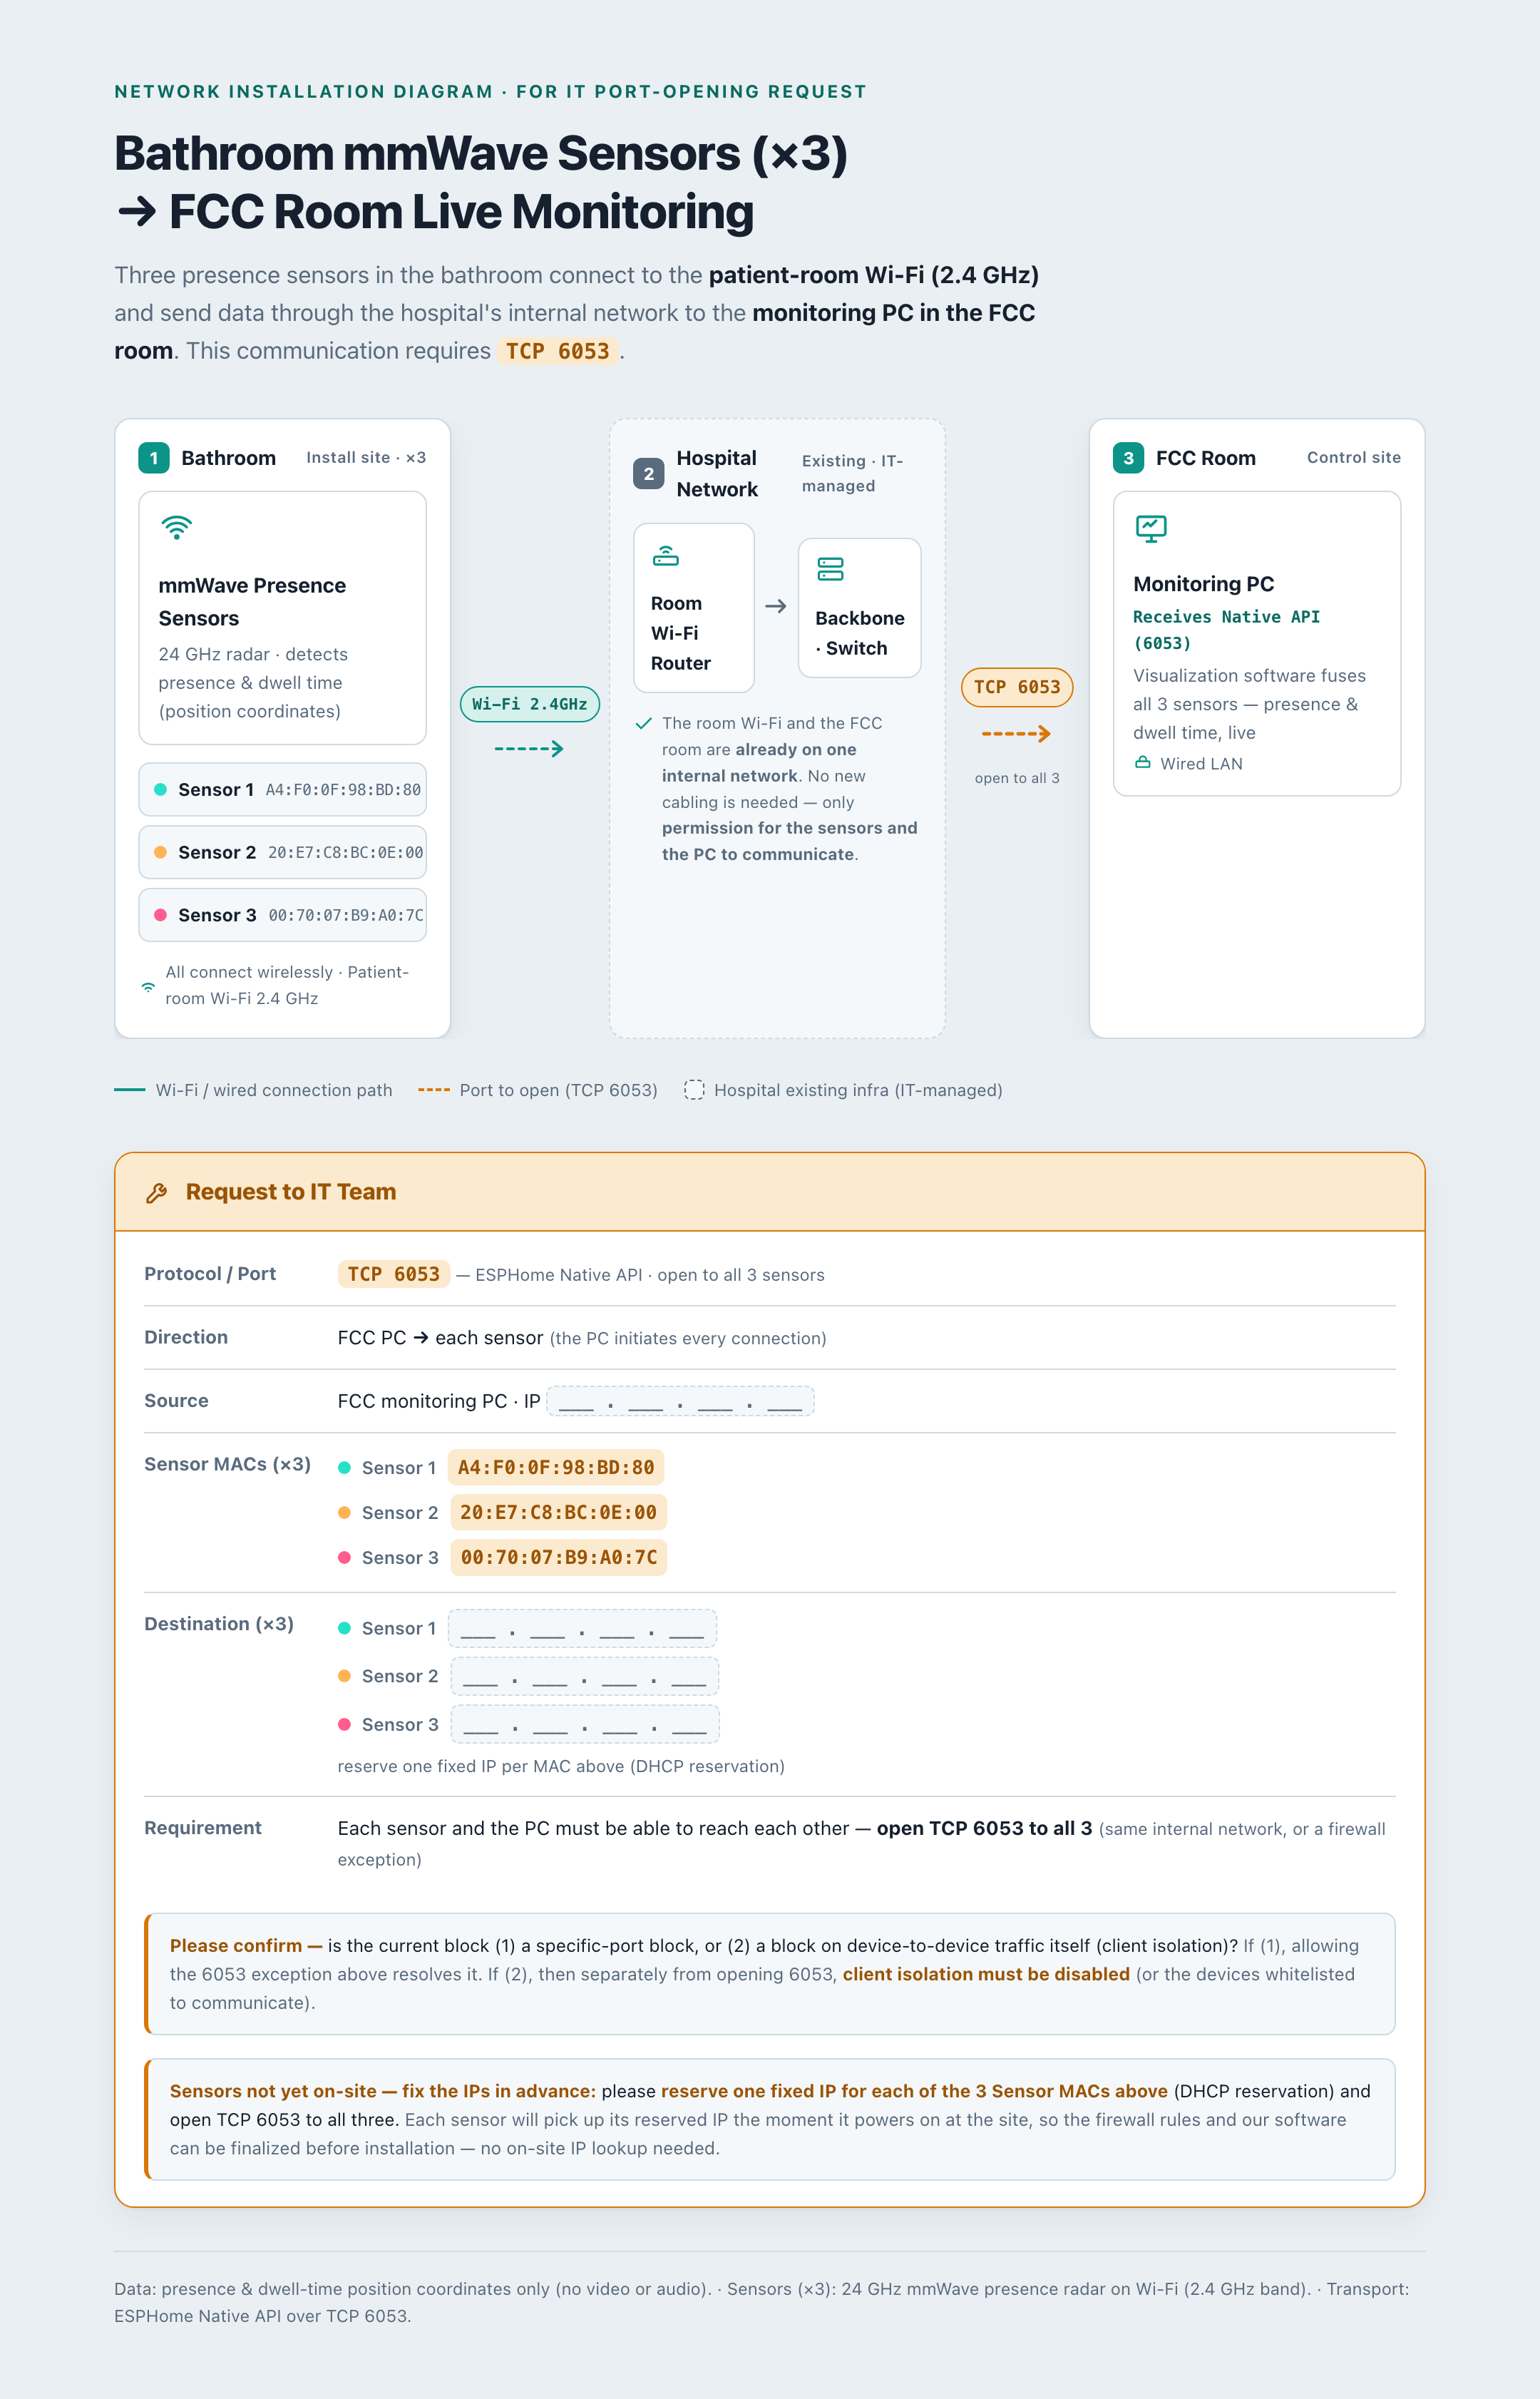 NETWORK INSTALLATION DIAGRAM · FOR IT PORT-OPENING REQUEST
Bathroom mmWave Sensors (×3)
→ FCC Room Live Monitoring
Three presence sensors in the bathroom connect to the patient-room Wi-Fi (2.4 GHz)
and send data through the hospital's internal network to the monitoring PC in the FCC
room. This communication requires TCP 6053.
1 Bathroom Install site · ×3
mmWave Presence
Sensors
24 GHz radar · detects
presence & dwell time
(position coordinates)
Sensor 1 A4:F0:0F:98:BD:80
Sensor 2 20:E7:C8:BC:0E:00
Sensor 3 00:70:07:B9:A0:7C
All connect wirelessly · Patient-
room Wi-Fi 2.4 GHz
Wi-Fi 2.4GHz
2 Hospital
Network
Existing · IT-
managed
Room
Wi-Fi
Router
→
Backbone
· Switch
The room Wi-Fi and the FCC
room are already on one
internal network. No new
cabling is needed — only
permission for the sensors and
the PC to communicate.
TCP 6053
open to all 3
3 FCC Room Control site
Monitoring PC
Receives Native API
(6053)
Visualization software fuses
all 3 sensors — presence &
dwell time, live
Wired LAN
Wi-Fi / wired connection path Port to open (TCP 6053) Hospital existing infra (IT-managed)
Request to IT Team
Protocol / Port TCP 6053 — ESPHome Native API · open to all 3 sensors
Direction FCC PC → each sensor (the PC initiates every connection)
Source FCC monitoring PC · IP ___ . ___ . ___ . ___
Sensor MACs (×3) Sensor 1 A4:F0:0F:98:BD:80
Sensor 2 20:E7:C8:BC:0E:00
Sensor 3 00:70:07:B9:A0:7C
Destination (×3) Sensor 1 ___ . ___ . ___ . ___
Sensor 2 ___ . ___ . ___ . ___
Sensor 3 ___ . ___ . ___ . ___
reserve one fixed IP per MAC above (DHCP reservation)
Requirement Each sensor and the PC must be able to reach each other — open TCP 6053 to all 3 (same internal network, or a firewall
exception)
Please confirm — is the current block (1) a specific-port block, or (2) a block on device-to-device traffic itself (client isolation)? If (1), allowing
the 6053 exception above resolves it. If (2), then separately from opening 6053, client isolation must be disabled (or the devices whitelisted
to communicate).
Sensors not yet on-site — fix the IPs in advance: please reserve one fixed IP for each of the 3 Sensor MACs above (DHCP reservation) and
open TCP 6053 to all three. Each sensor will pick up its reserved IP the moment it powers on at the site, so the firewall rules and our software
can be finalized before installation — no on-site IP lookup needed.
Data: presence & dwell-time position coordinates only (no video or audio). · Sensors (×3): 24 GHz mmWave presence radar on Wi-Fi (2.4 GHz band). · Transport:
ESPHome Native API over TCP 6053.